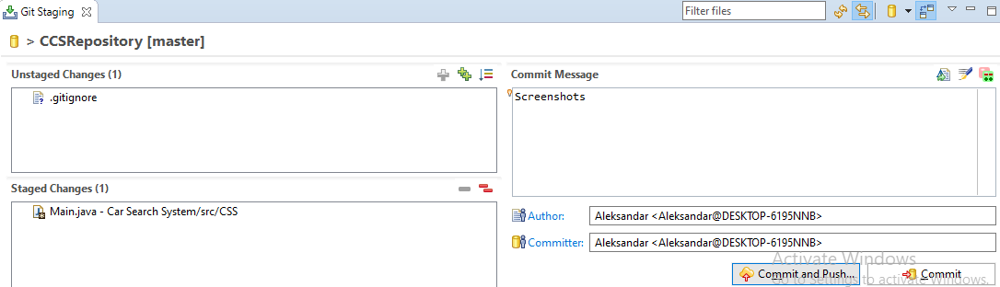 Git Staging
Filter files
> CCSRepository [master]
Unstaged Changes (1)
.gitignore
Staged Changes (1)
Main.java - Car Search System/src/CSS
Commit Message
Screenshots
Author:
Aleksandar <Aleksandar@DESKTOP-6195NNB>
Committer:
Aleksandar <Aleksandar@DESKTOP-6195NNB>
Activate Windows
Go to Settings to activate Windows.
Commit and Push...
Commit